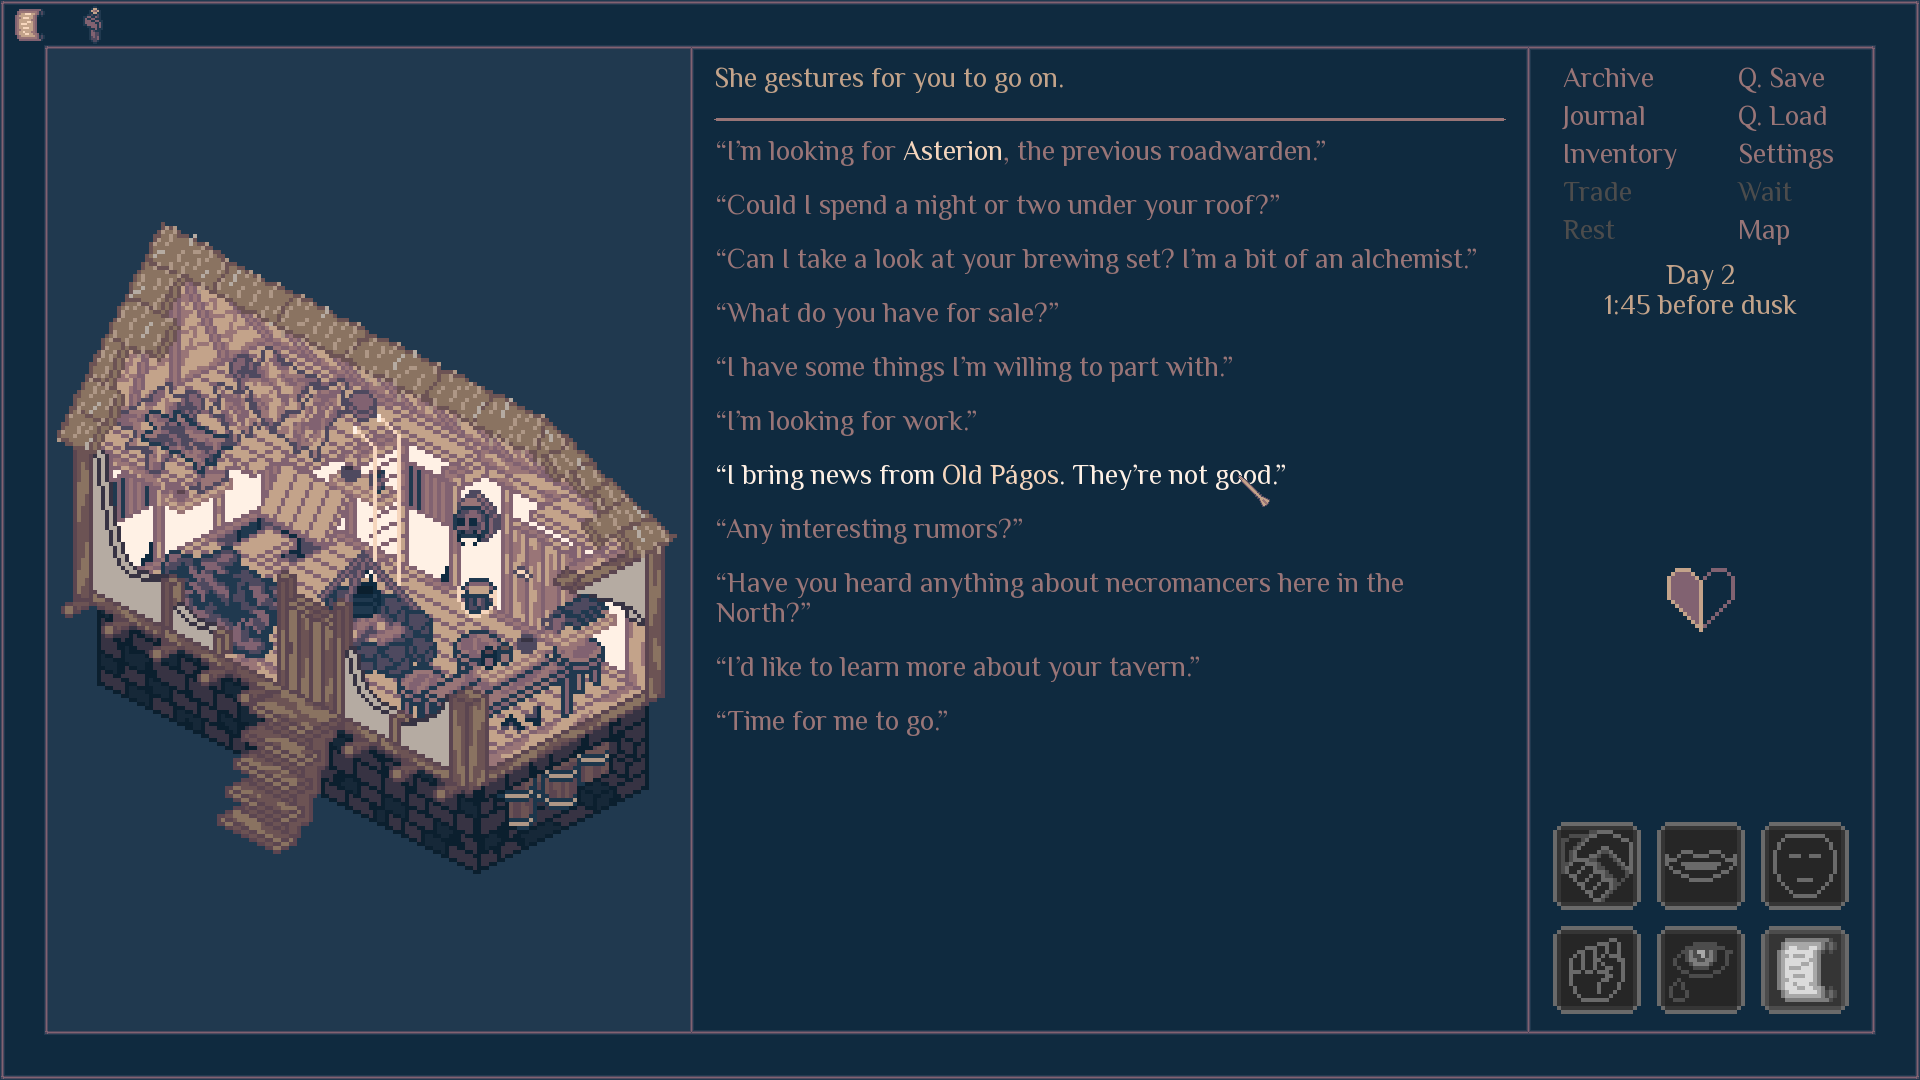 She gestures for you to go on.
“I’m looking for Asterion, the previous roadwarden.”
“Could I spend a night or two under your roof?”
“Can I take a look at your brewing set? I’m a bit of an alchemist.”
“What do you have for sale?”
“I have some things I’m willing to part with.”
“I’m looking for work.”
“I bring news from Old Págos. They’re not good.”
“Any interesting rumors?”
“Have you heard anything about necromancers here in the
North?”
“I’d like to learn more about your tavern.”
“Time for me to go.”
Archive
Q. Save
Journal
Q. Load
Inventory
Settings
Trade
Wait
Rest
Map
Day 2
1:45 before dusk